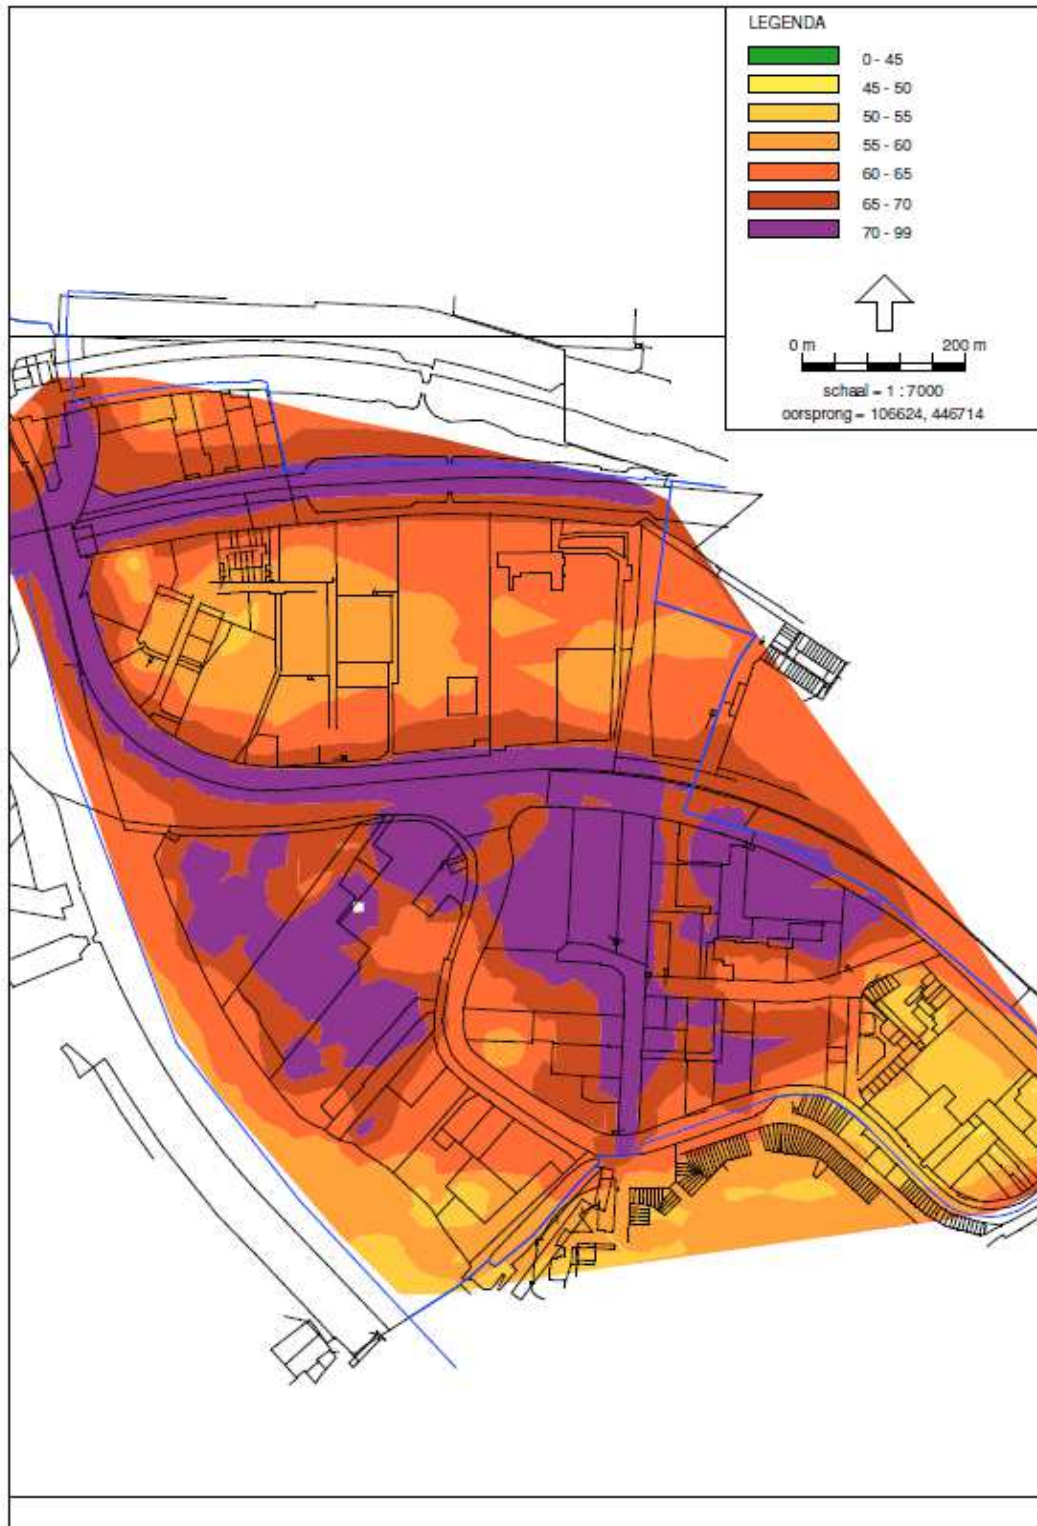 LEGENDA
0 - 45
45 - 50
50 - 55
55 - 60
60 - 65
65 - 70
70 - 99
0 m 200 m
schaal = 1 : 7000
oorsprong = 106624, 446714